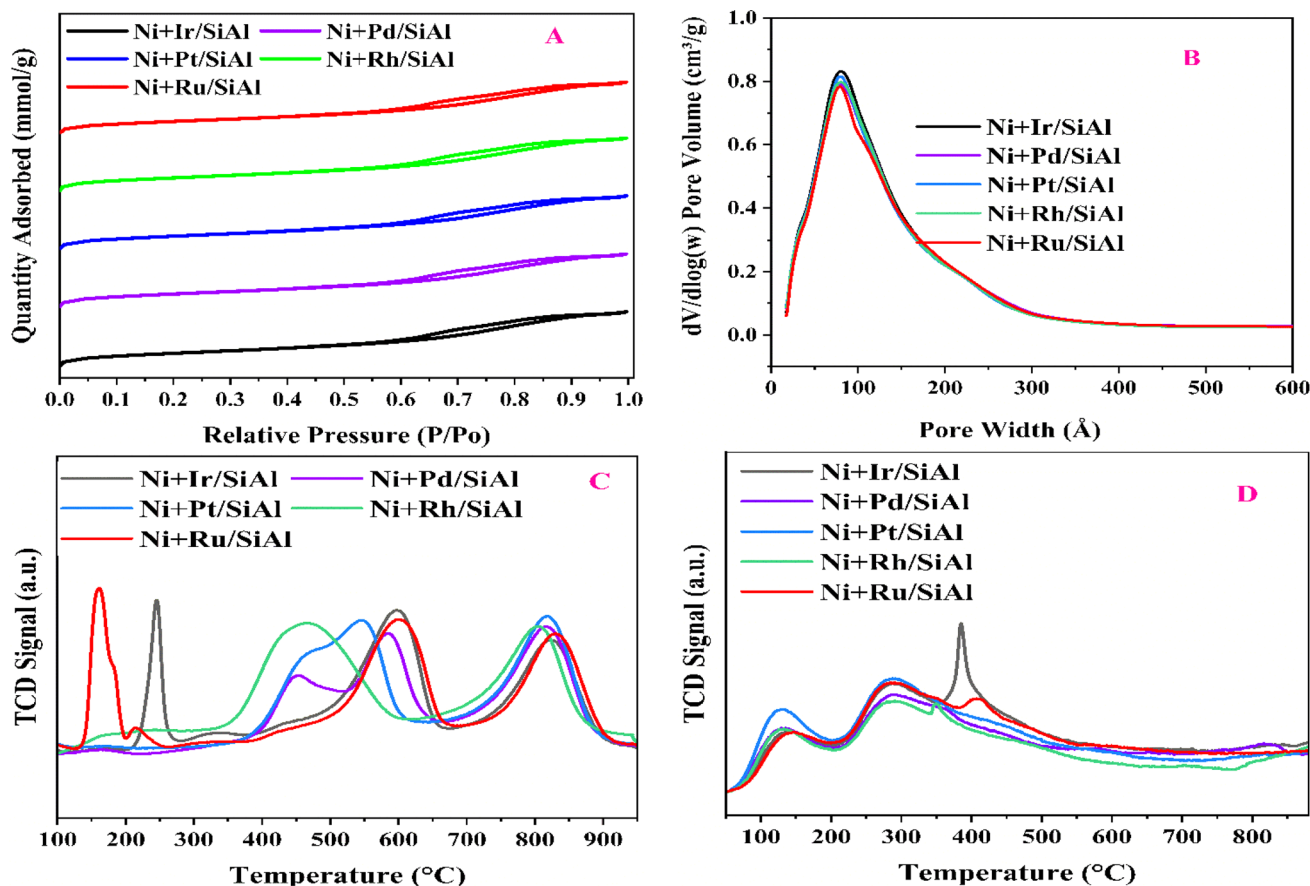 Ni+Ir/SiAl Ni+Pd/SiAl
Ni+Pt/SiAl Ni+Rh/SiAl
Ni+Ru/SiAl
A
Quantity Adsorbed (mmol/g)
0.0 0.1 0.2 0.3 0.4 0.5 0.6 0.7 0.8 0.9 1.0
Relative Pressure (P/Po)
B
Ni+Ir/SiAl
Ni+Pd/SiAl
Ni+Pt/SiAl
Ni+Rh/SiAl
Ni+Ru/SiAl
dV/dlog(w) Pore Volume (cm³/g)
1.0
0.8
0.6
0.4
0.2
0.0
0 100 200 300 400 500 600
Pore Width (Å)
Ni+Ir/SiAl Ni+Pd/SiAl
Ni+Pt/SiAl Ni+Rh/SiAl
Ni+Ru/SiAl
C
TCD Signal (a.u.)
100 200 300 400 500 600 700 800 900
Temperature (°C)
Ni+Ir/SiAl
Ni+Pd/SiAl
Ni+Pt/SiAl
Ni+Rh/SiAl
Ni+Ru/SiAl
D
TCD Signal (a.u.)
100 200 300 400 500 600 700 800
Temperature (°C)